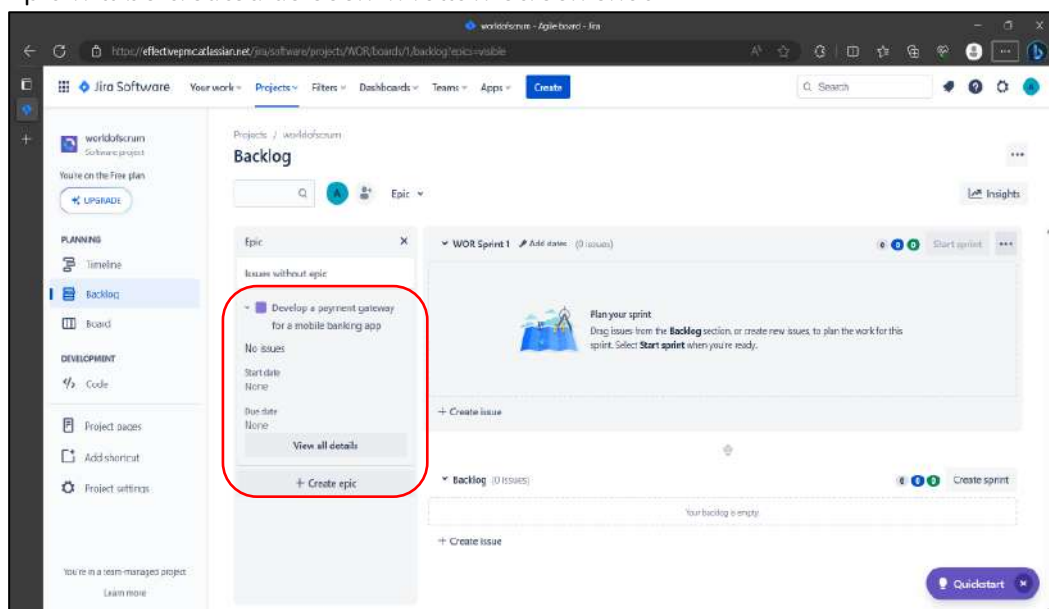 worldofscrum - Agile board - Jira
https://effectivepmc.atlassian.net/jira/software/projects/WOR/boards/1/backlog?epics=visible
Jira Software Your work Projects Filters Dashboards Teams Apps Create Search
worldofscrum
Software project
You're on the Free plan
UPGRADE
PLANNING
Timeline
Backlog
Board
DEVELOPMENT
Code
Project pages
Add shortcut
Project settings
You're in a team-managed project
Learn more
Projects / worldofscrum
Backlog
A
Epic
Insights
Epic
Issues without epic
Develop a payment gateway
for a mobile banking app
No issues
Start date
None
Due date
None
View all details
+ Create epic
WOR Sprint 1 Add dates (0 issues) 0 0 0 Start sprint
Plan your sprint
Drag issues from the Backlog section, or create new issues, to plan the work for this
sprint. Select Start sprint when you're ready.
+ Create issue
Backlog (0 issues) 0 0 0 Create sprint
Your backlog is empty.
+ Create issue
Quickstart